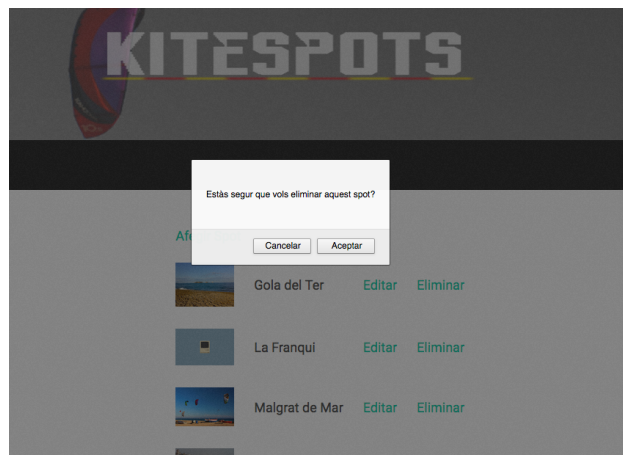 KITESPOTS
Estàs segur que vols eliminar aquest spot?
Cancelar Aceptar
Gola del Ter Editar Eliminar
La Franqui Editar Eliminar
Malgrat de Mar Editar Eliminar